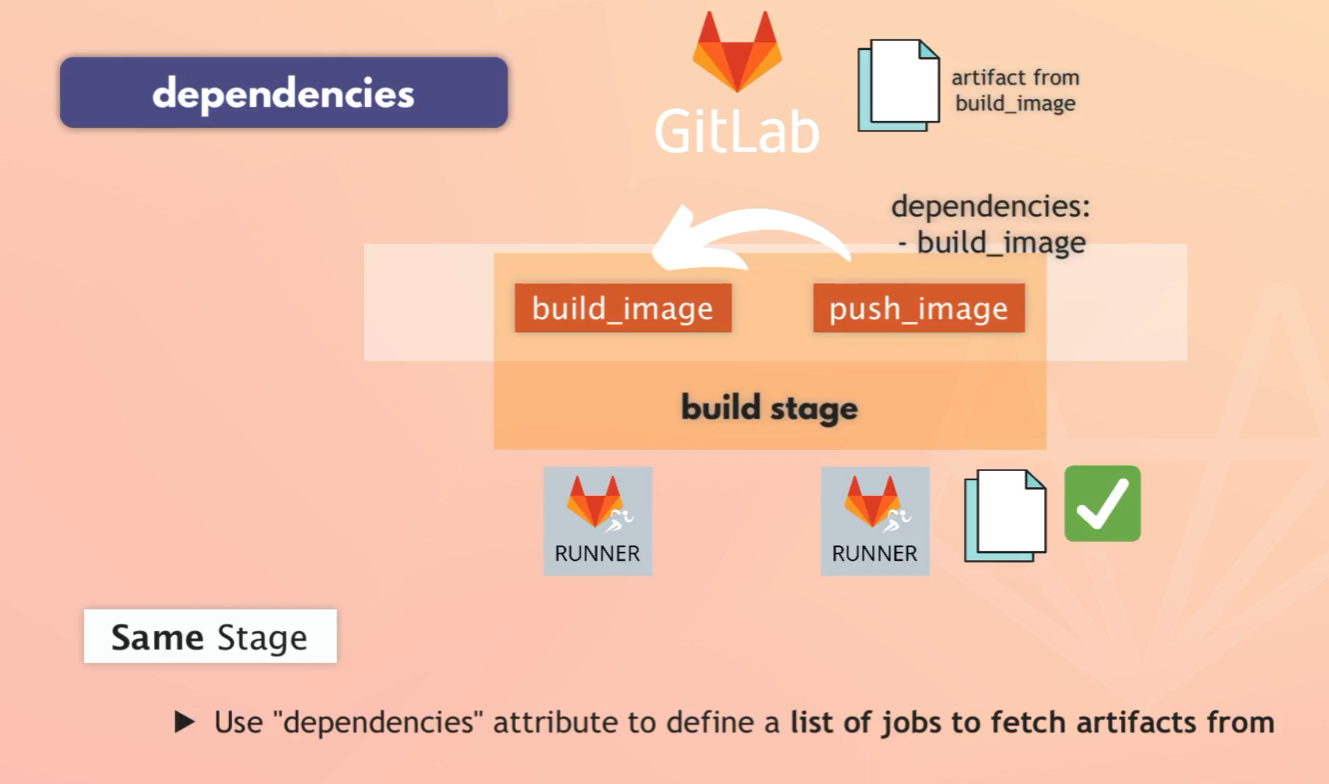 dependencies
GitLab
artifact from
build_image
dependencies:
- build_image
build_image
push_image
build stage
RUNNER
RUNNER
Same Stage
Use "dependencies" attribute to define a list of jobs to fetch artifacts from